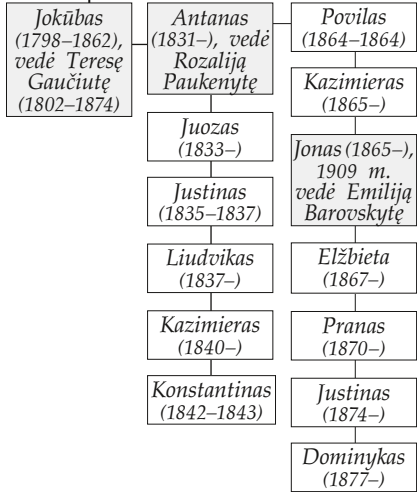 Jokūbas
(1798–1862),
vedė Teresę
Gaučiutę
(1802–1874)
Antanas
(1831–), vedė
Rozaliją
Paukenytę
Juozas
(1833–)
Justinas
(1835–1837)
Liudvikas
(1837–)
Kazimieras
(1840–)
Konstantinas
(1842–1843)
Povilas
(1864–1864)
Kazimieras
(1865–)
Jonas (1865–),
1909 m.
vedė Emiliją
Barovskytę
Elžbieta
(1867–)
Pranas
(1870–)
Justinas
(1874–)
Dominykas
(1877–)